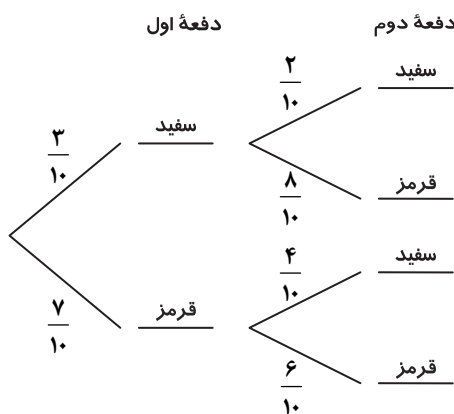 دفعهٔ اول
دفعهٔ دوم
۲
۱۰
سفید
۳
۱۰
سفید
۸
۱۰
قرمز
۴
۱۰
سفید
۷
۱۰
قرمز
۶
۱۰
قرمز